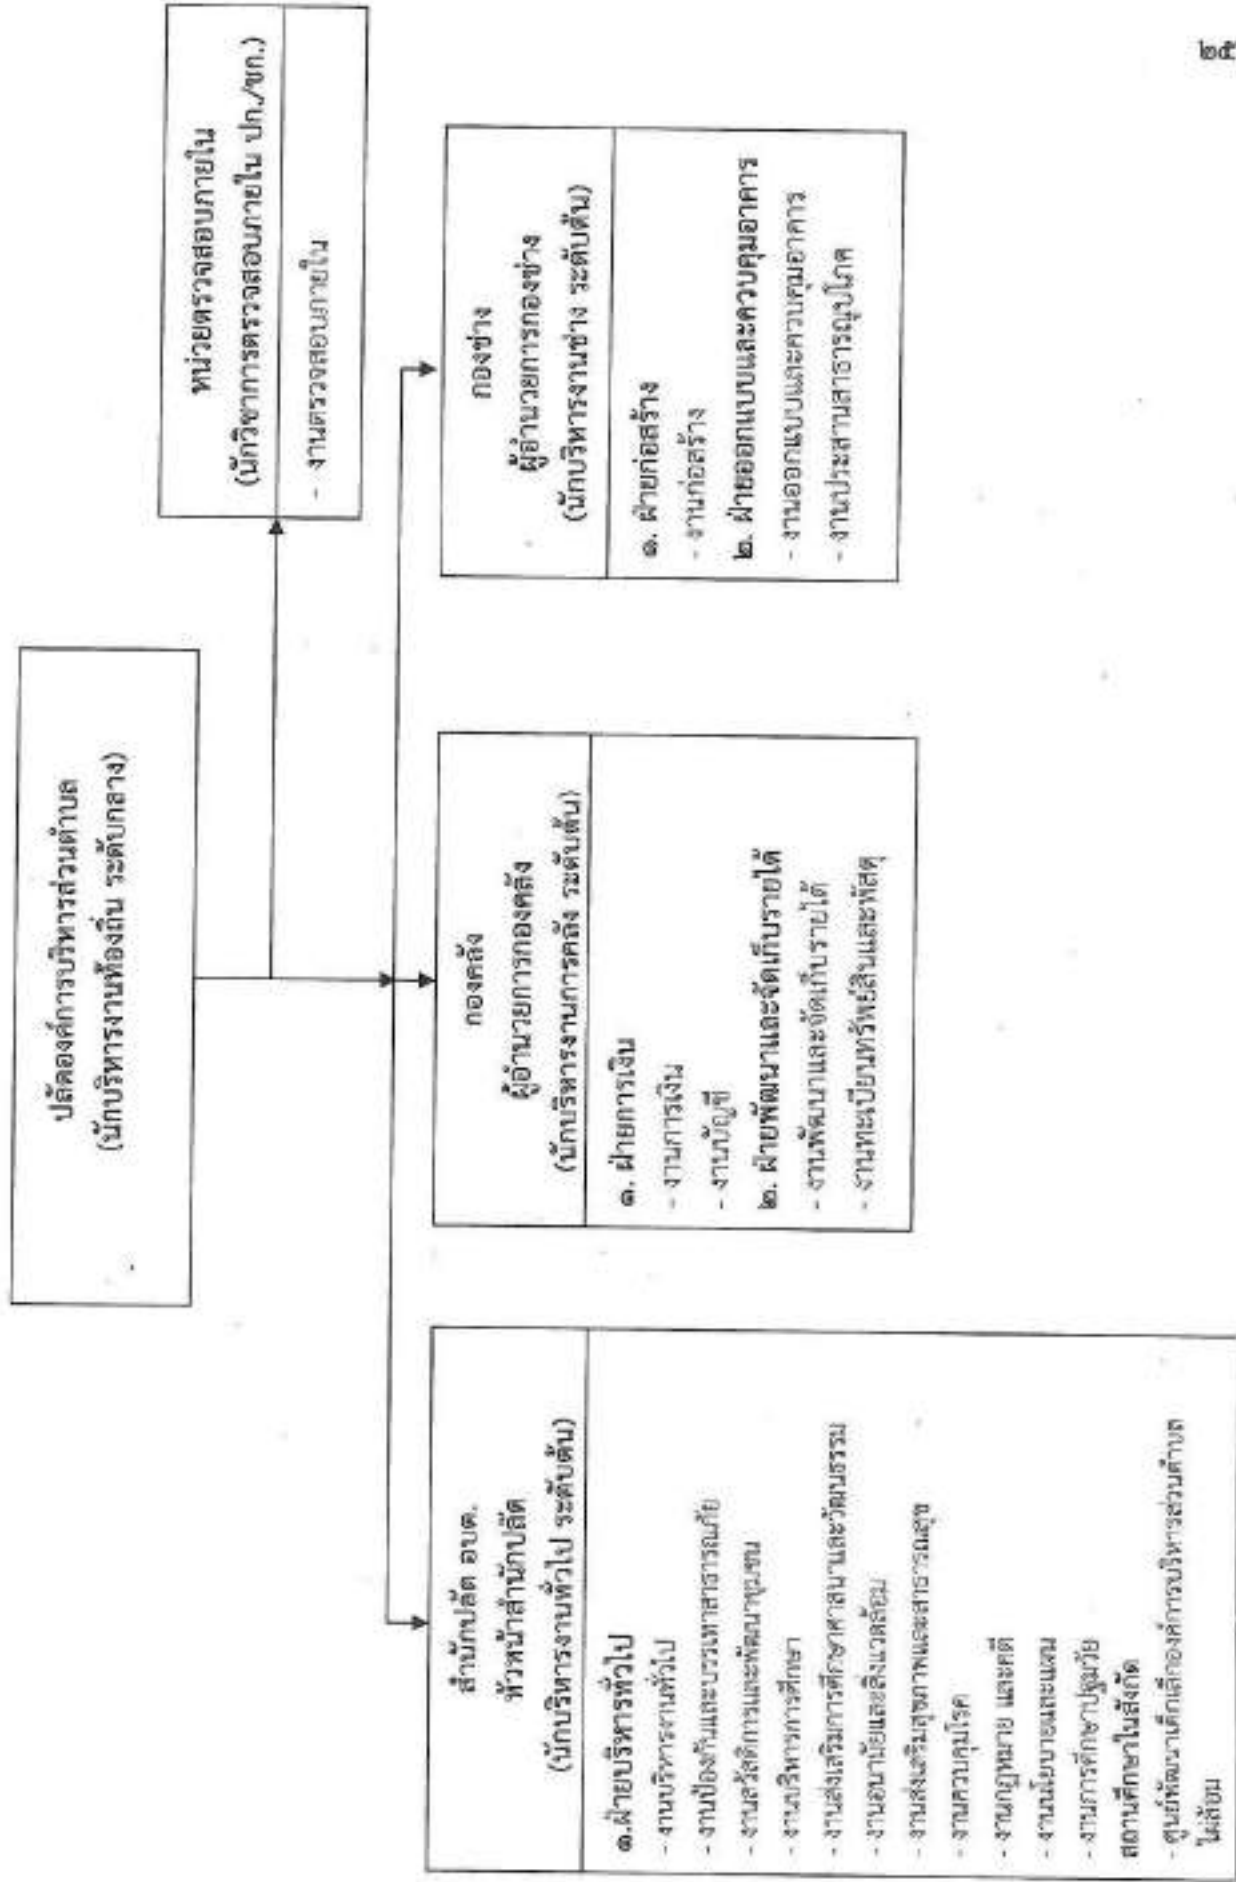 ปลัดองค์การบริหารส่วนตำบล
(นักบริหารงานท้องถิ่น ระดับกลาง)
หน่วยตรวจสอบภายใน
(นักวิชาการตรวจสอบภายใน ปก./ชก.)
- งานตรวจสอบภายใน
สำนักปลัด อบต.
หัวหน้าสำนักปลัด
(นักบริหารงานทั่วไป ระดับต้น)
๑.ฝ่ายบริหารทั่วไป
- งานบริหารงานทั่วไป
- งานป้องกันและบรรเทาสาธารณภัย
- งานสวัสดิการและพัฒนาชุมชน
- งานบริหารการศึกษา
- งานส่งเสริมการศึกษาศาสนาและวัฒนธรรม
- งานอนามัยและสิ่งแวดล้อม
- งานส่งเสริมสุขภาพและสาธารณสุข
- งานควบคุมโรค
- งานกฎหมาย และคดี
- งานนโยบายและแผน
- งานการศึกษาปฐมวัย
สถานศึกษาในสังกัด
- ศูนย์พัฒนาเด็กเล็กองค์การบริหารส่วนตำบล
ไผ่ล้อม
กองคลัง
ผู้อำนวยการกองคลัง
(นักบริหารงานการคลัง ระดับต้น)
๑. ฝ่ายการเงิน
- งานการเงิน
- งานบัญชี
๒. ฝ่ายพัฒนาและจัดเก็บรายได้
- งานพัฒนาและจัดเก็บรายได้
- งานทะเบียนทรัพย์สินและพัสดุ
กองช่าง
ผู้อำนวยการกองช่าง
(นักบริหารงานช่าง ระดับต้น)
๑. ฝ่ายก่อสร้าง
- งานก่อสร้าง
๒. ฝ่ายออกแบบและควบคุมอาคาร
- งานออกแบบและควบคุมอาคาร
- งานประสานสาธารณูปโภค